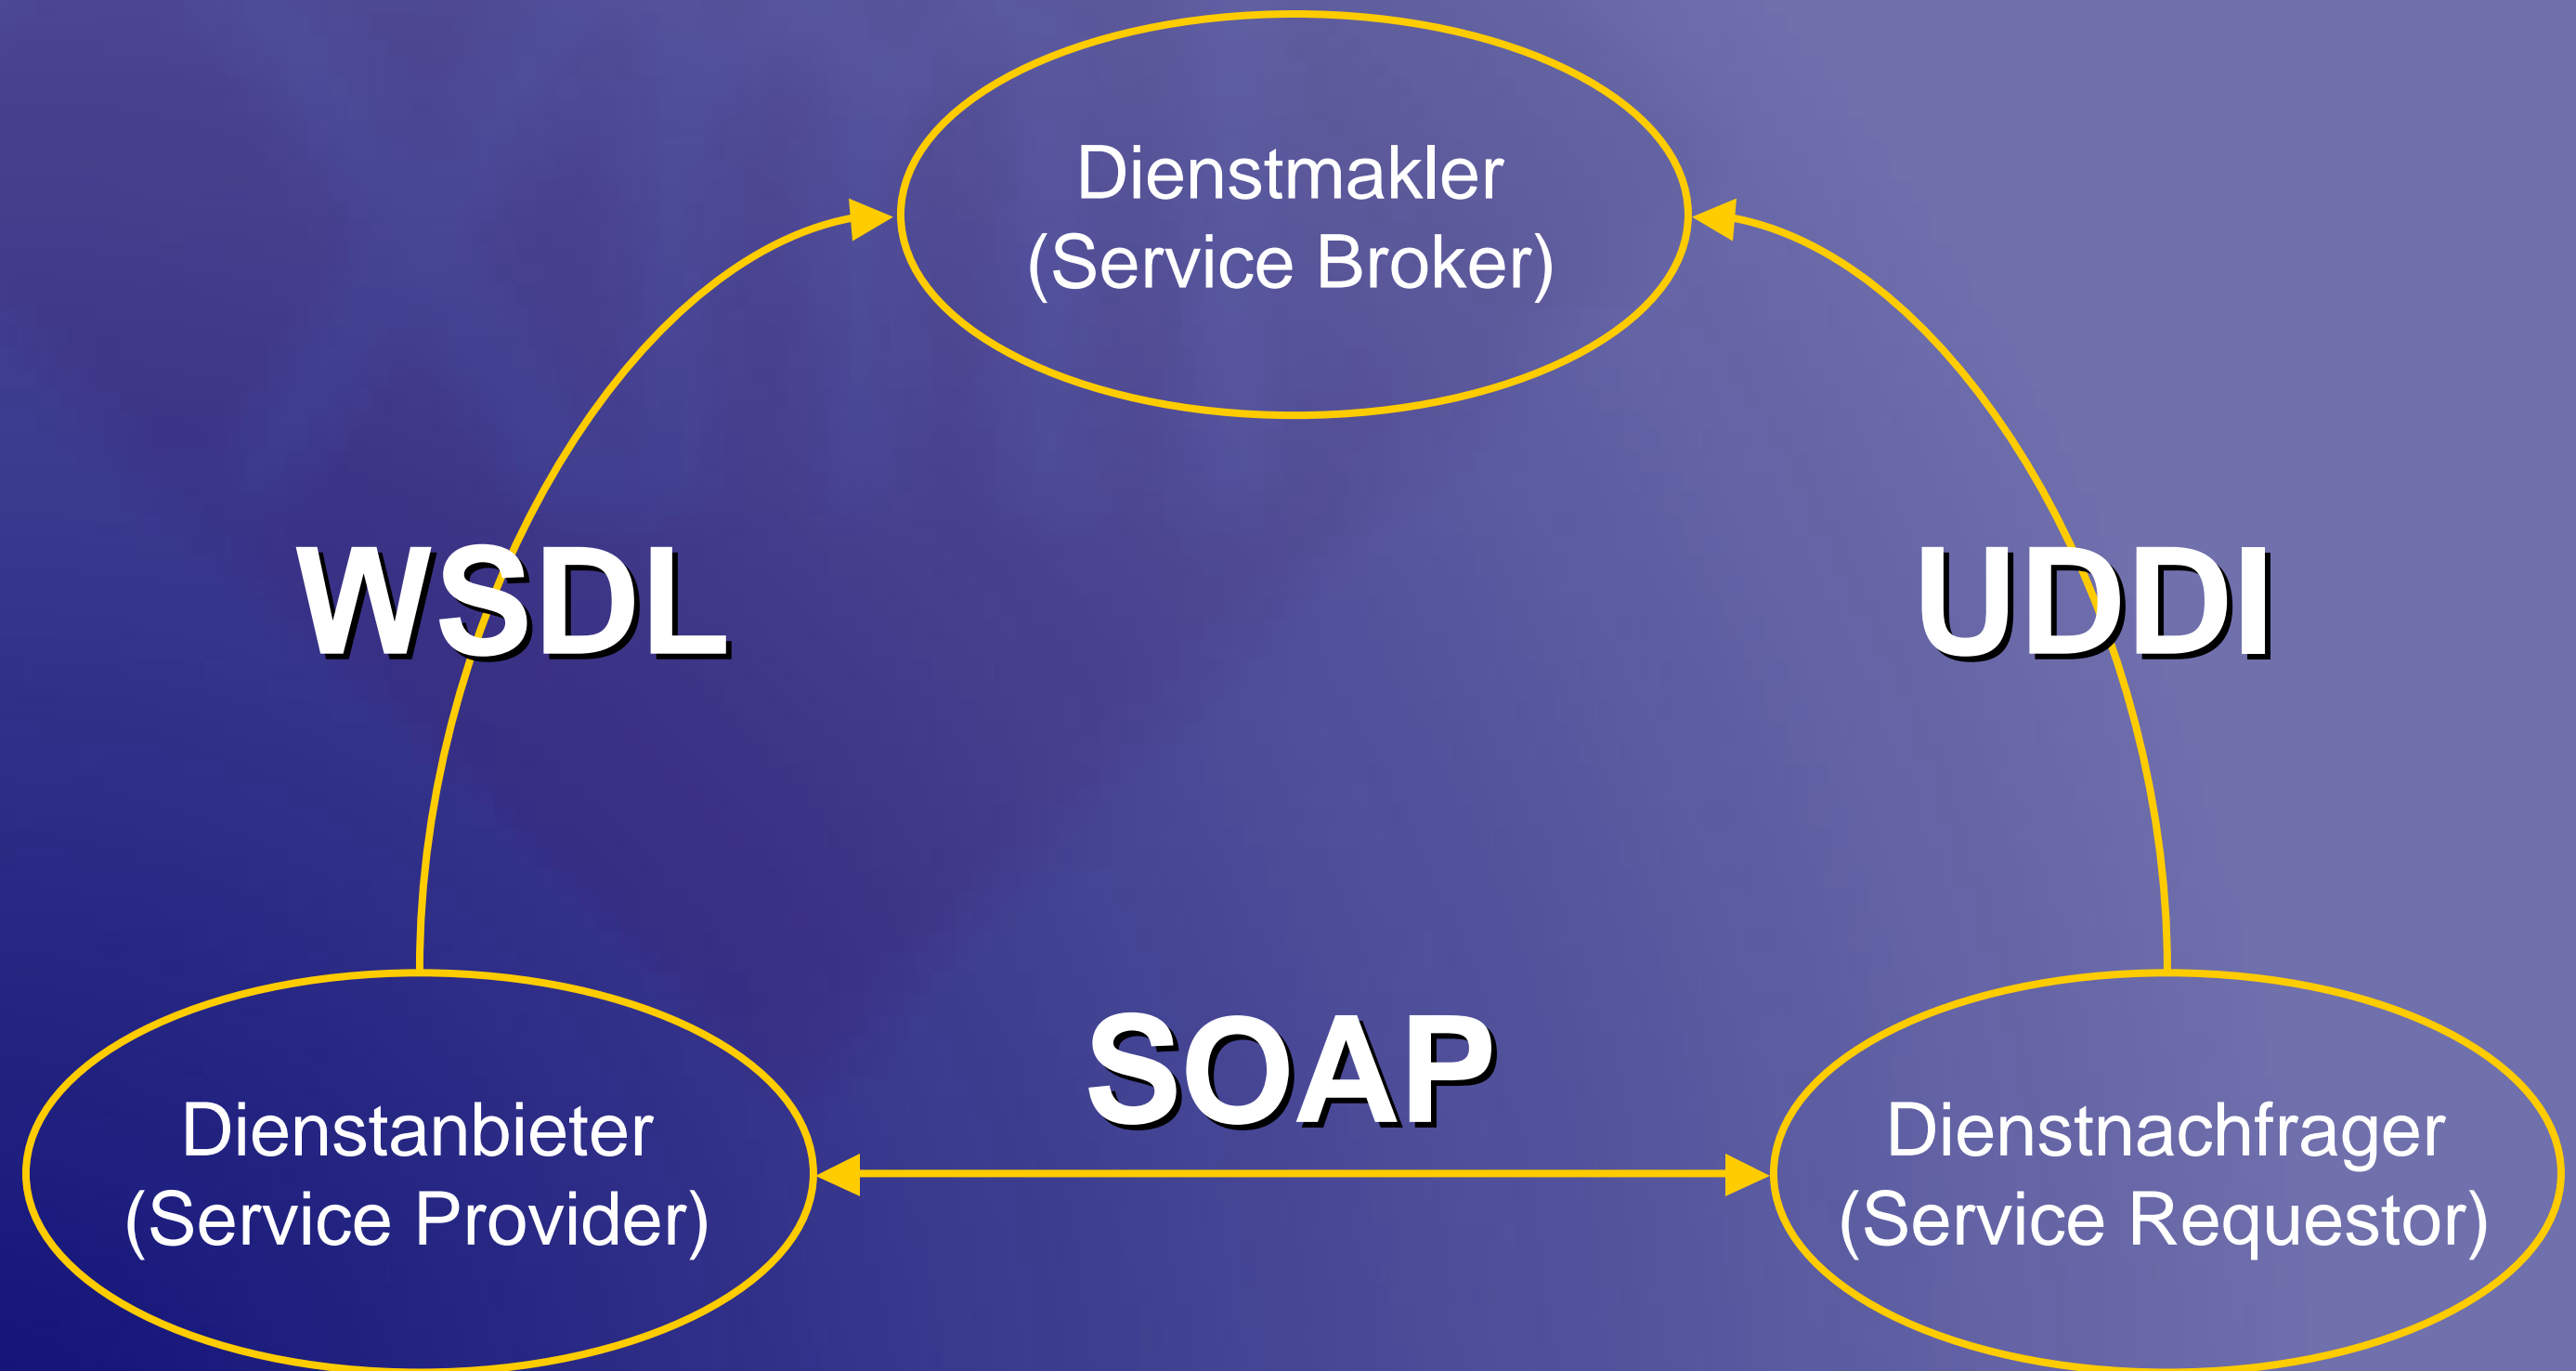 Dienstmakler
(Service Broker)
WSDL
UDDI
SOAP
Dienstanbieter
(Service Provider)
Dienstnachfrager
(Service Requestor)